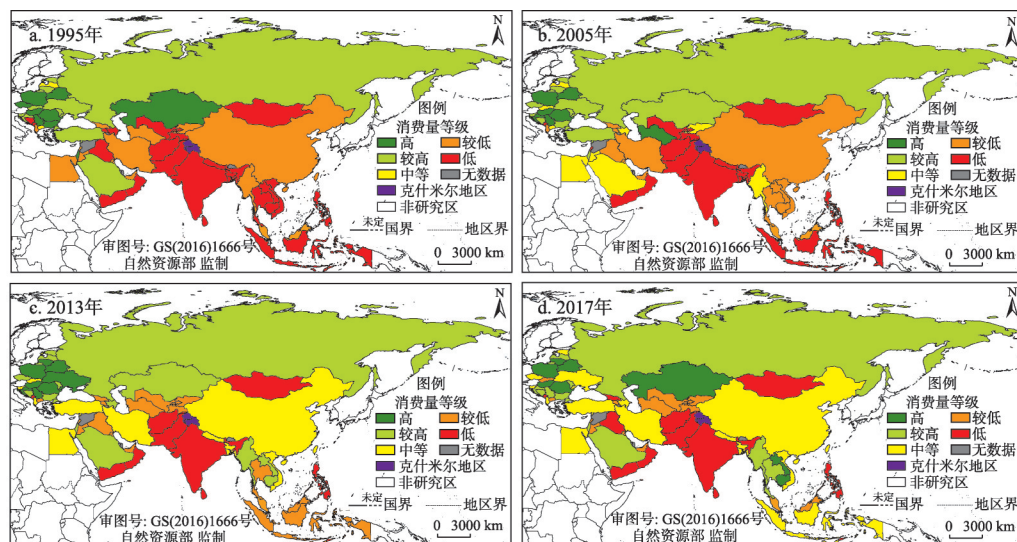 a. 1995年
N
图例
消费量等级
高
较低
较高
低
中等
无数据
克什米尔地区
非研究区
未定
国界
地区界
审图号: GS(2016)1666号
自然资源部 监制
0 3000 km
b. 2005年
N
图例
消费量等级
高
较低
较高
低
中等
无数据
克什米尔地区
非研究区
未定
国界
地区界
审图号: GS(2016)1666号
自然资源部 监制
0 3000 km
c. 2013年
N
图例
消费量等级
高
较低
较高
低
中等
无数据
克什米尔地区
非研究区
未定
国界
地区界
审图号: GS(2016)1666号
自然资源部 监制
0 3000 km
d. 2017年
N
图例
消费量等级
高
较低
较高
低
中等
无数据
克什米尔地区
非研究区
未定
国界
地区界
审图号: GS(2016)1666号
自然资源部 监制
0 3000 km